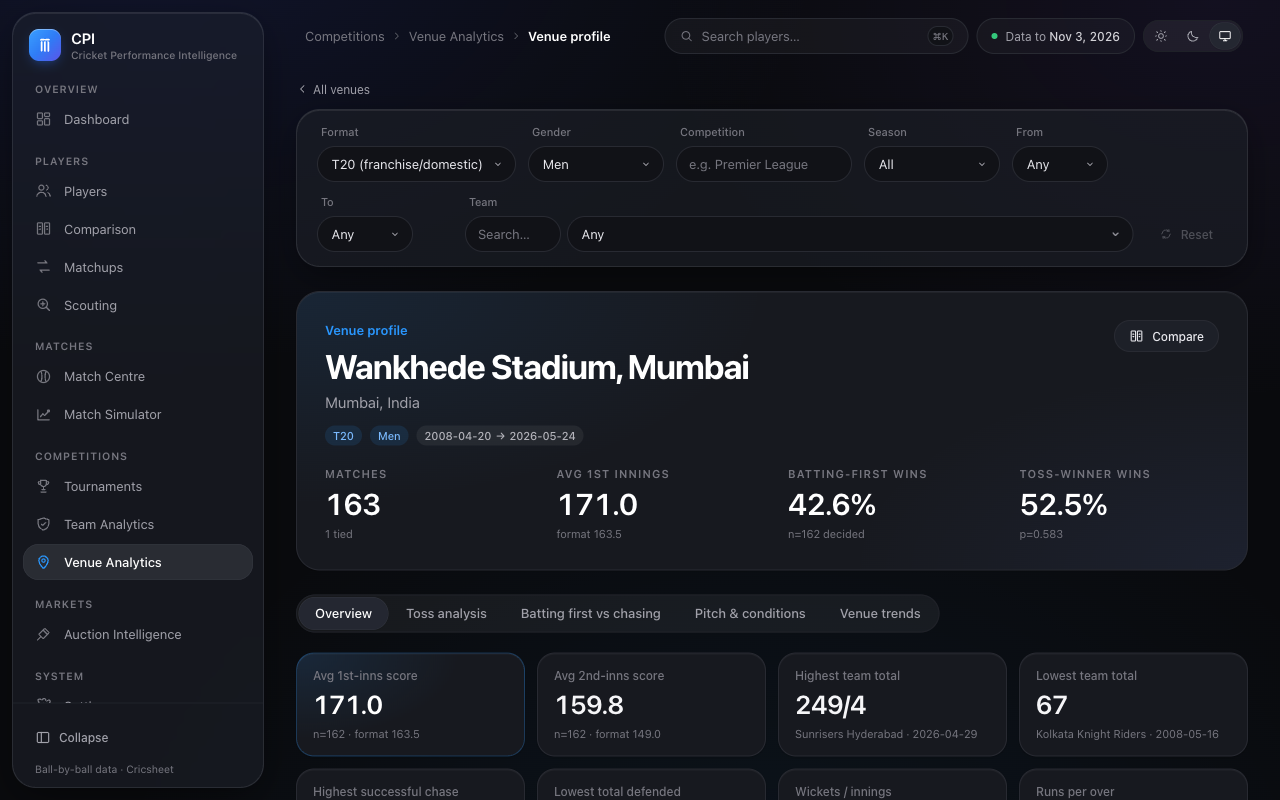 CPI
Cricket Performance Intelligence
OVERVIEW
Dashboard
PLAYERS
Players
Comparison
Matchups
Scouting
MATCHES
Match Centre
Match Simulator
COMPETITIONS
Tournaments
Team Analytics
Venue Analytics
MARKETS
Auction Intelligence
SYSTEM
Collapse
Ball-by-ball data · Cricsheet
Competitions > Venue Analytics > Venue profile
Search players... ⌘K
Data to Nov 3, 2026
All venues
Format Gender Competition Season From
T20 (franchise/domestic) Men e.g. Premier League All Any
To Team
Any Search... Any Reset
Venue profile
Compare
Wankhede Stadium, Mumbai
Mumbai, India
T20 Men 2008-04-20 → 2026-05-24
MATCHES AVG 1ST INNINGS BATTING-FIRST WINS TOSS-WINNER WINS
163 171.0 42.6% 52.5%
1 tied format 163.5 n=162 decided p=0.583
Overview Toss analysis Batting first vs chasing Pitch & conditions Venue trends
Avg 1st-inns score Avg 2nd-inns score Highest team total Lowest team total
171.0 159.8 249/4 67
n=162 · format 163.5 n=162 · format 149.0 Sunrisers Hyderabad · 2026-04-29 Kolkata Knight Riders · 2008-05-16
Highest successful chase Lowest total defended Wickets / innings Runs per over